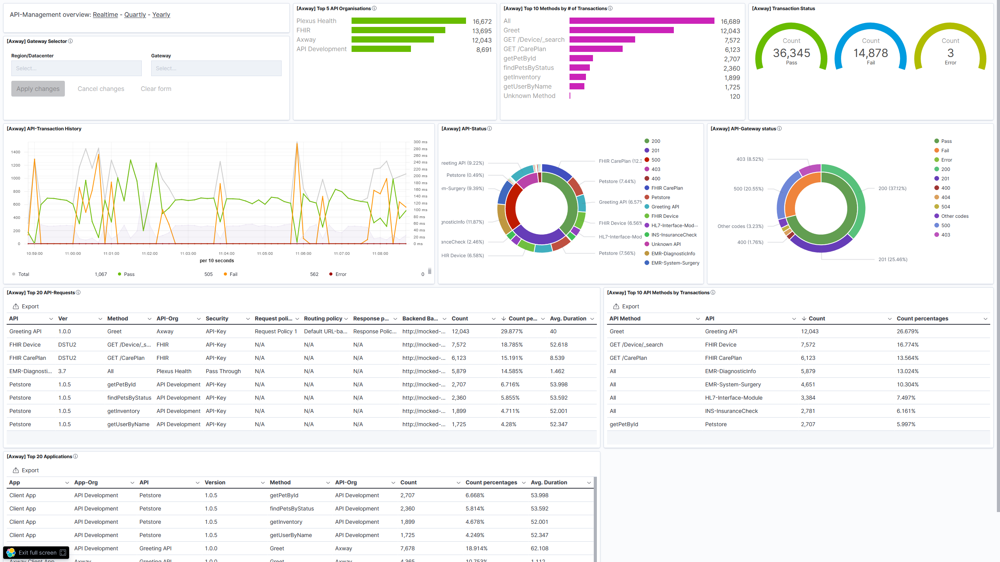 API-Management overview: Realtime - Quartly - Yearly
[Axway] Gateway Selector
Region/Datacenter
Gateway
Select...
Select...
Apply changes
Cancel changes
Clear form
[Axway] Top 5 API Organisations
Plexus Health 16,672
FHIR 13,695
Axway 12,043
API Development 8,691
[Axway] Top 10 Methods by # of Transactions
All 16,689
Greet 12,043
GET /Device/_search 7,572
GET /CarePlan 6,123
getPetById 2,707
findPetsByStatus 2,360
getInventory 1,899
getUserByName 1,725
Unknown Method 120
[Axway] Transaction Status
Count 36,345 Pass
Count 14,878 Fail
Count 3 Error
[Axway] API-Transaction History
1400
1200
1000
800
600
400
200
0
300 ms
280 ms
260 ms
240 ms
220 ms
200 ms
180 ms
160 ms
140 ms
120 ms
100 ms
80 ms
60 ms
40 ms
20 ms
0 ms
10:59:00 11:00:00 11:01:00 11:02:00 11:03:00 11:04:00 11:05:00 11:06:00 11:07:00 11:08:00
per 10 seconds
Total 1,067 Pass 505 Fail 562 Error 0
[Axway] API-Status
reeting API (9.22%)
Petstore (0.49%)
em-Surgery (9.39%)
gnosticInfo (11.87%)
anceCheck (2.46%)
HIR Device (6.58%)
FHIR CarePlan (12.3
Petstore (7.44%)
Greeting API (6.57%
FHIR Device (6.56%
HL7-Interface-Mod
Petstore (7.56%)
200
201
500
403
400
FHIR CarePlan
Petstore
Greeting API
FHIR Device
HL7-Interface-Mod...
INS-InsuranceCheck
Unknown API
EMR-DiagnosticInfo
EMR-System-Surgery
[Axway] API-Gateway status
403 (8.52%)
500 (20.55%)
Other codes (3.23%)
400 (1.76%)
200 (37.12%)
201 (25.46%)
Pass
Fail
Error
200
201
400
404
504
Other codes
500
403
[Axway] Top 20 API-Requests
Export
API Ver Method API-Org Security Request poli... Routing policy Response p... Backend Ba... Count Count pe... Avg. Duration
Greeting API 1.0.0 Greet Axway API-Key Request Policy 1 Default URL-ba... Response Polic... http://mocked-... 12,043 29.877% 40
FHIR Device DSTU2 GET /Device/_s... FHIR API-Key N/A N/A N/A http://mocked-... 7,572 18.785% 52.618
FHIR CarePlan DSTU2 GET /CarePlan FHIR API-Key N/A N/A N/A http://mocked-... 6,123 15.191% 8.539
EMR-Diagnosti... 3.7 All Plexus Health Pass Through N/A N/A N/A http://mocked-... 5,879 14.585% 1.462
Petstore 1.0.5 getPetById API Development API-Key N/A N/A N/A http://mocked-... 2,707 6.716% 53.998
Petstore 1.0.5 findPetsByStatus API Development API-Key N/A N/A N/A http://mocked-... 2,360 5.855% 53.592
Petstore 1.0.5 getInventory API Development API-Key N/A N/A N/A http://mocked-... 1,899 4.711% 52.001
Petstore 1.0.5 getUserByName API Development API-Key N/A N/A N/A http://mocked-... 1,725 4.28% 52.347
[Axway] Top 10 API Methods by Transactions
Export
API Method API Count Count percentages
Greet Greeting API 12,043 26.679%
GET /Device/_search FHIR Device 7,572 16.774%
GET /CarePlan FHIR CarePlan 6,123 13.564%
All EMR-DiagnosticInfo 5,879 13.024%
All EMR-System-Surgery 4,651 10.304%
All HL7-Interface-Module 3,384 7.497%
All INS-InsuranceCheck 2,781 6.161%
getPetById Petstore 2,707 5.997%
[Axway] Top 20 Applications
Export
App App-Org API Version Method API-Org Count Count percentages Avg. Duration
Client App API Development Petstore 1.0.5 getPetById API Development 2,707 6.668% 53.998
Client App API Development Petstore 1.0.5 findPetsByStatus API Development 2,360 5.814% 53.592
Client App API Development Petstore 1.0.5 getInventory API Development 1,899 4.678% 52.001
Client App API Development Petstore 1.0.5 getUserByName API Development 1,725 4.249% 52.347
API Development Greeting API 1.0.0 Greet Axway 7,678 18.914% 62.108
Axway Client App Axway Greeting API 1.0.0 Greet Axway 4,365 10.753% 1.112
Exit full screen